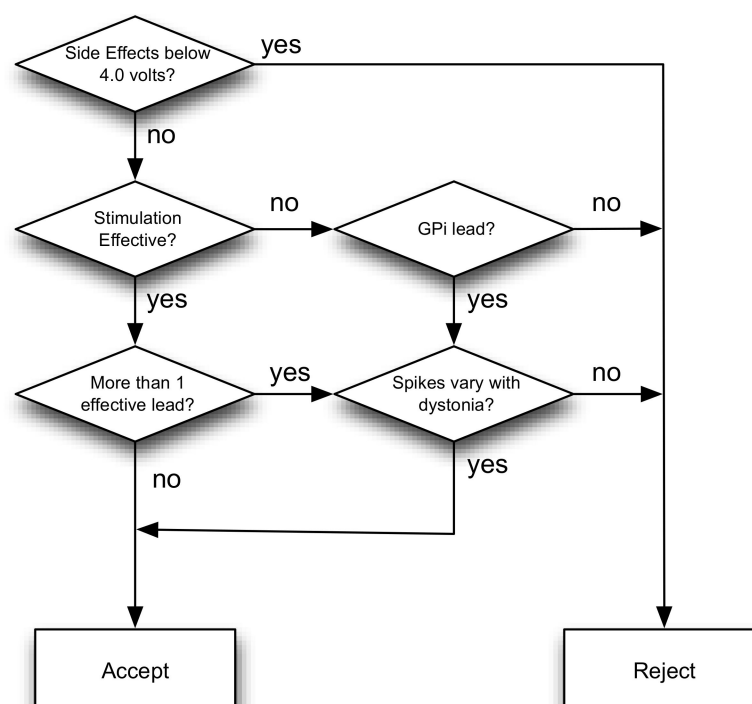 Side Effects below
4.0 volts?
yes
no
Stimulation
Effective?
no
GPi lead?
no
yes
yes
More than 1
effective lead?
yes
Spikes vary with
dystonia?
no
no
yes
Accept
Reject